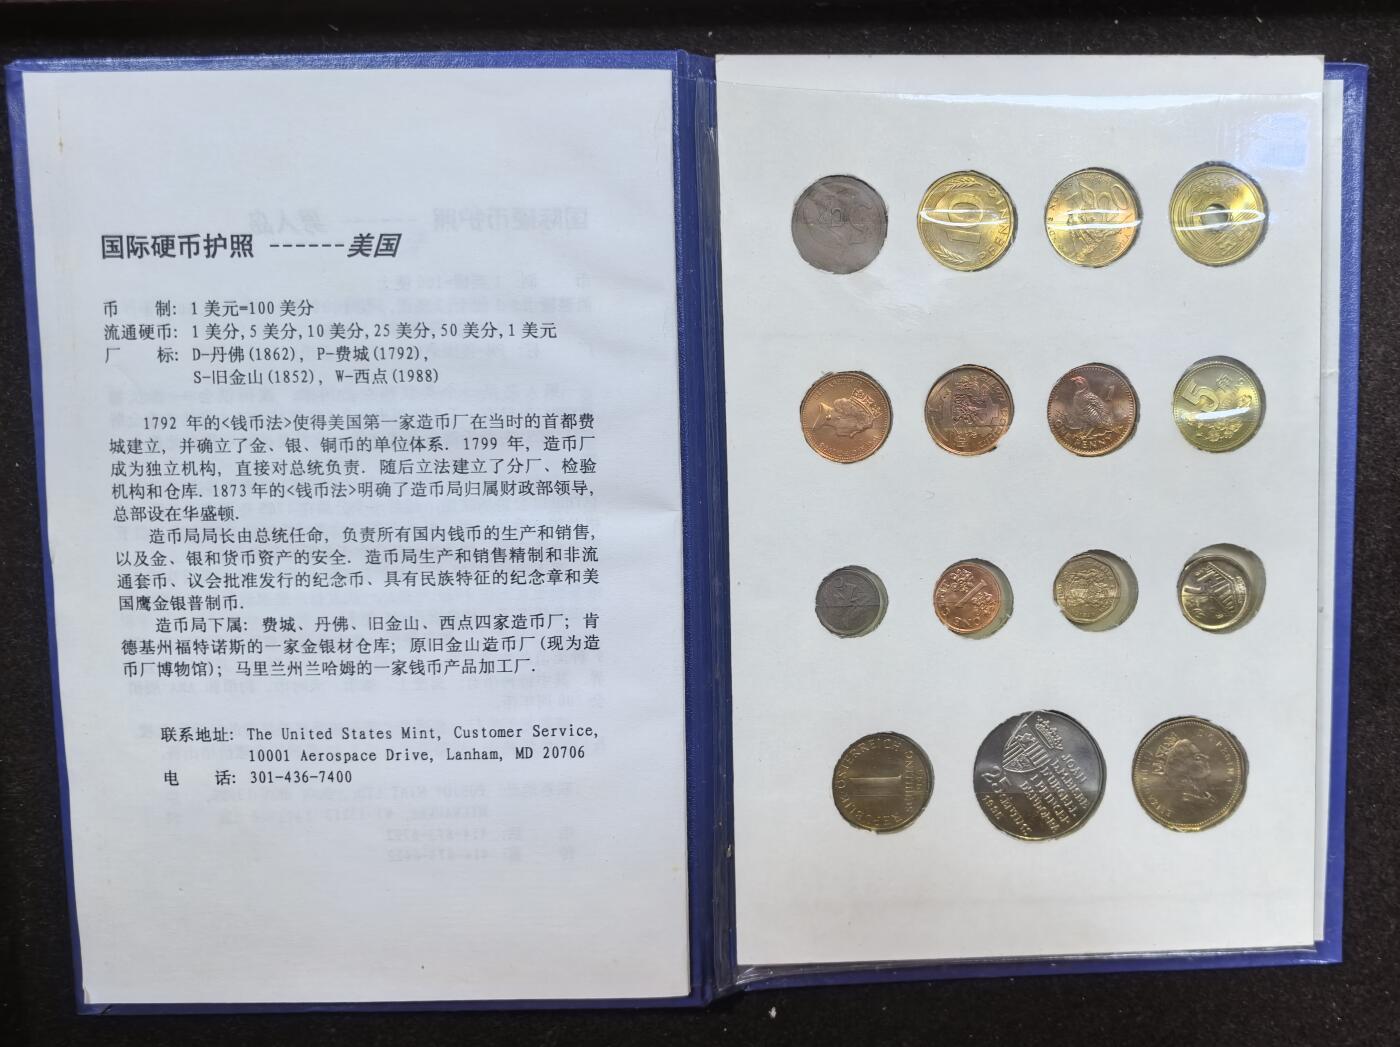 国际硬币护照 ------美国
币　　制: 1 美元=100 美分
流通硬币: 1 美分,5 美分,10 美分,25 美分,50 美分,1 美元
厂　　标: D-丹佛(1862), P-费城(1792),
S-旧金山(1852), W-西点(1988)
1792 年的<钱币法>使得美国第一家造币厂在当时的首都费
城建立, 并确立了金、银、铜币的单位体系. 1799 年, 造币厂
成为独立机构, 直接对总统负责. 随后立法建立了分厂、检验
机构和仓库. 1873 年的<钱币法>明确了造币局归属财政部领导,
总部设在华盛顿.
造币局局长由总统任命, 负责所有国内钱币的生产和销售,
以及金、银和货币资产的安全. 造币局生产和销售精制和非流
通套币、议会批准发行的纪念币、具有民族特征的纪念章和美
国鹰金银普制币.
造币局下属: 费城、丹佛、旧金山、西点四家造币厂; 肯
德基州福特诺斯的一家金银材仓库; 原旧金山造币厂(现为造
币厂博物馆); 马里兰州兰哈姆的一家钱币产品加工厂.
联系地址: The United States Mint, Customer Service,
10001 Aerospace Drive, Lanham, MD 20706
电　　话: 301-436-7400
10
PFENNIG
5
1
REPUBLIK ÖSTERREICH
SCHILLING